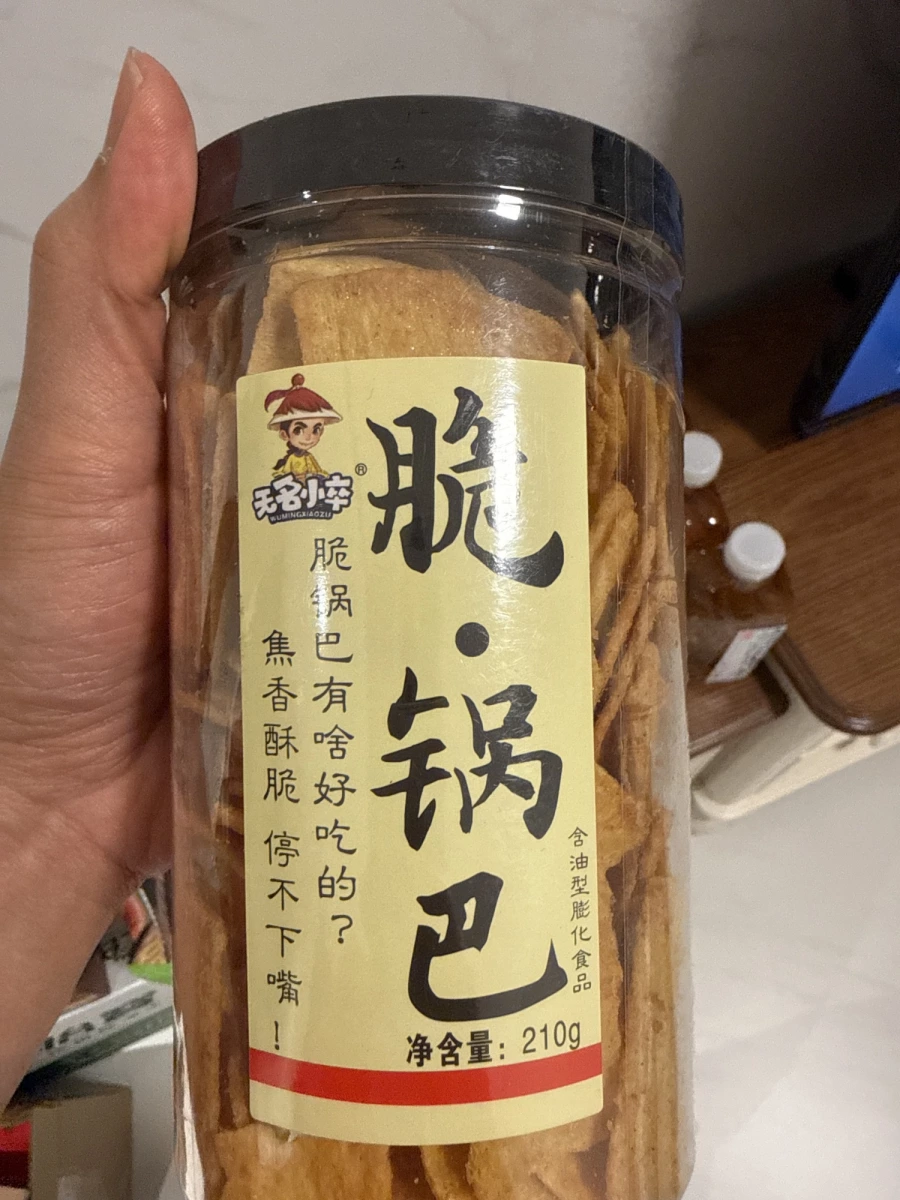 脆·锅巴
无名小卒®
WUMINGXIAOZU
脆锅巴有啥好吃的？
焦香酥脆 停不下嘴！
含油型膨化食品
净含量：210g